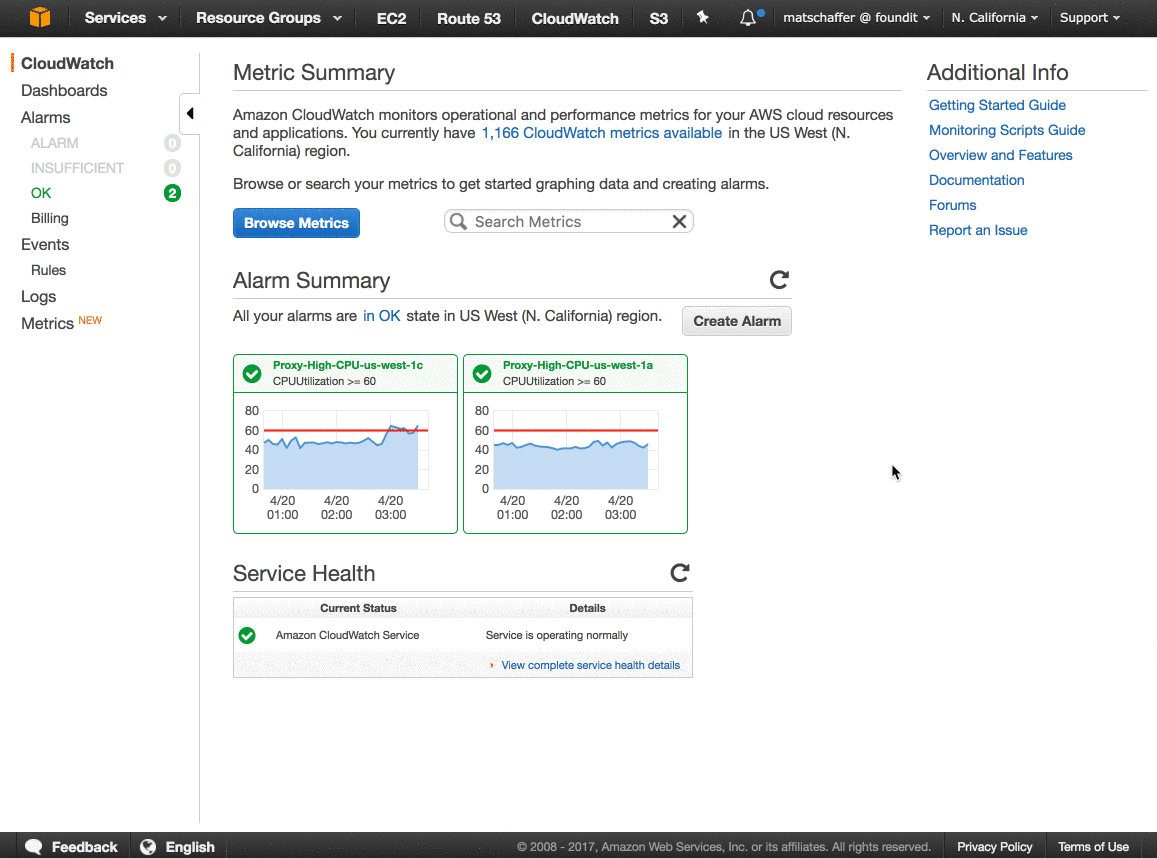 Services
Resource Groups
EC2
Route 53
CloudWatch
S3
matschaffer @ foundit
N. California
Support
CloudWatch
Dashboards
Alarms
ALARM 0
INSUFFICIENT 0
OK 2
Billing
Events
Rules
Logs
Metrics NEW
Metric Summary
Amazon CloudWatch monitors operational and performance metrics for your AWS cloud resources
and applications. You currently have 1,166 CloudWatch metrics available in the US West (N.
California) region.
Browse or search your metrics to get started graphing data and creating alarms.
Browse Metrics
Search Metrics
Alarm Summary
All your alarms are in OK state in US West (N. California) region.
Create Alarm
Proxy-High-CPU-us-west-1c
CPUUtilization >= 60
80
60
40
20
0
4/20 4/20 4/20
01:00 02:00 03:00
Proxy-High-CPU-us-west-1a
CPUUtilization >= 60
80
60
40
20
0
4/20 4/20 4/20
01:00 02:00 03:00
Service Health
Current Status Details
Amazon CloudWatch Service Service is operating normally
View complete service health details
Additional Info
Getting Started Guide
Monitoring Scripts Guide
Overview and Features
Documentation
Forums
Report an Issue
Feedback
English
© 2008 - 2017, Amazon Web Services, Inc. or its affiliates. All rights reserved.
Privacy Policy
Terms of Use